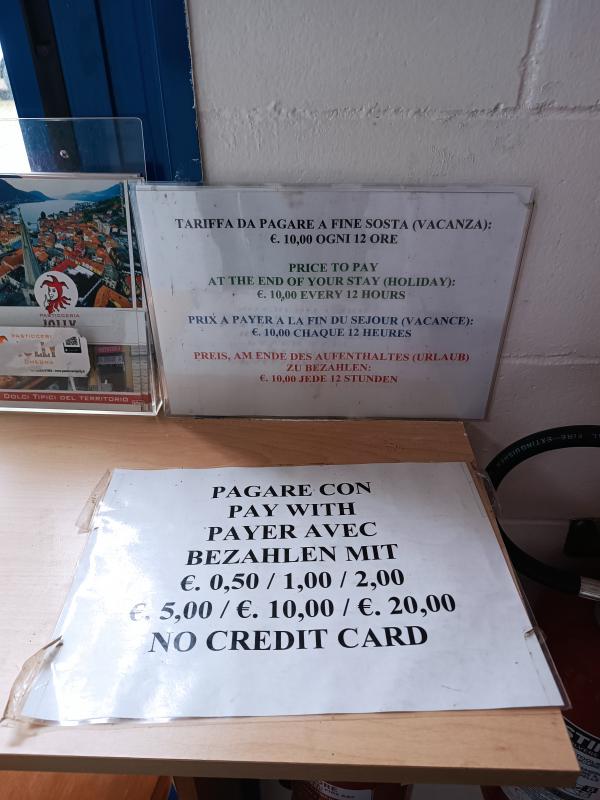 TARIFFA DA PAGARE A FINE SOSTA (VACANZA):
€. 10,00 OGNI 12 ORE
PRICE TO PAY
AT THE END OF YOUR STAY (HOLIDAY):
€. 10,00 EVERY 12 HOURS
PRIX A PAYER A LA FIN DU SEJOUR (VACANCE):
€. 10,00 CHAQUE 12 HEURES
PREIS, AM ENDE DES AUFENTHALTES (URLAUB)
ZU BEZAHLEN:
€. 10,00 JEDE 12 STUNDEN
PASTICCERIA
JOLLY
PASTICCERI
DOLCI TIPICI DEL TERRITORIO
FIRE-EXTINGUISHER
PAGARE CON
PAY WITH
PAYER AVEC
BEZAHLEN MIT
€. 0,50 / 1,00 / 2,00
€. 5,00 / €. 10,00 / €. 20,00
NO CREDIT CARD